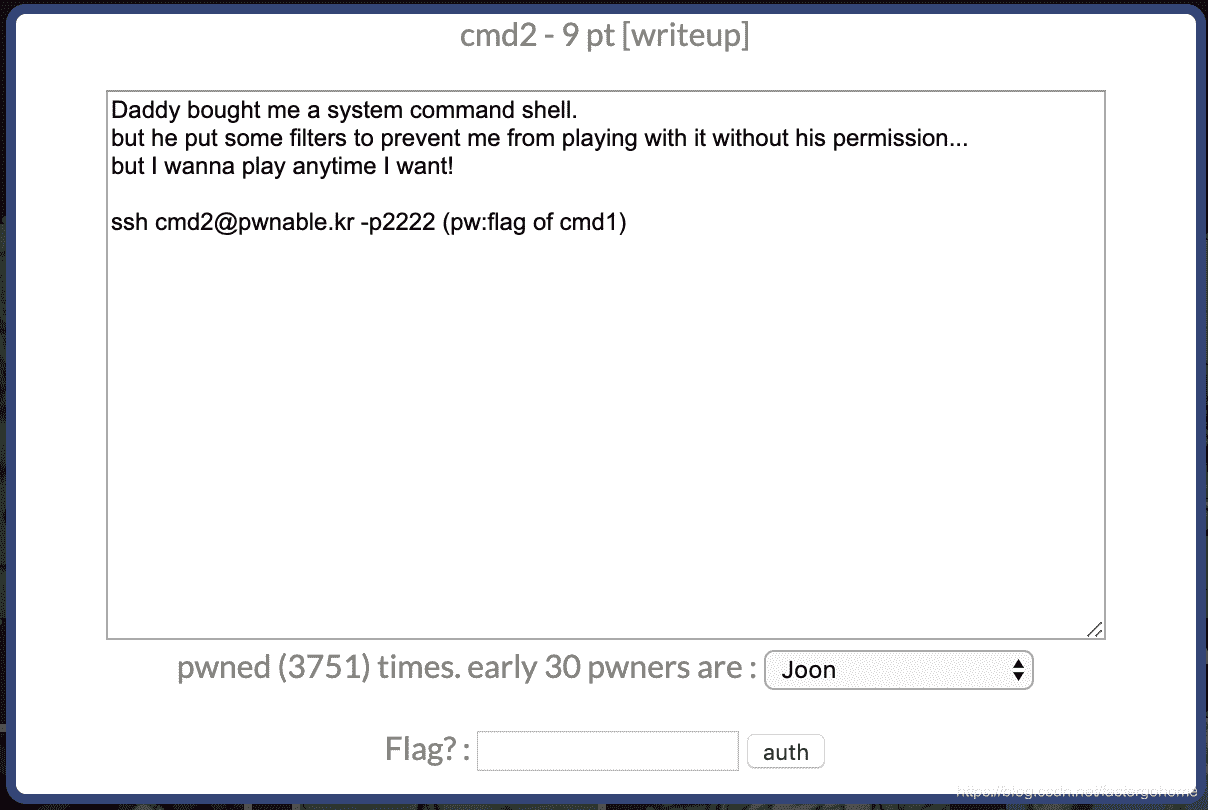 cmd2 - 9 pt [writeup]
Daddy bought me a system command shell.
but he put some filters to prevent me from playing with it without his permission...
but I wanna play anytime I want!
ssh cmd2@pwnable.kr -p2222 (pw:flag of cmd1)
pwned (3751) times. early 30 pwners are : Joon
Flag? : auth
https://blog.csdn.net/factorgohome